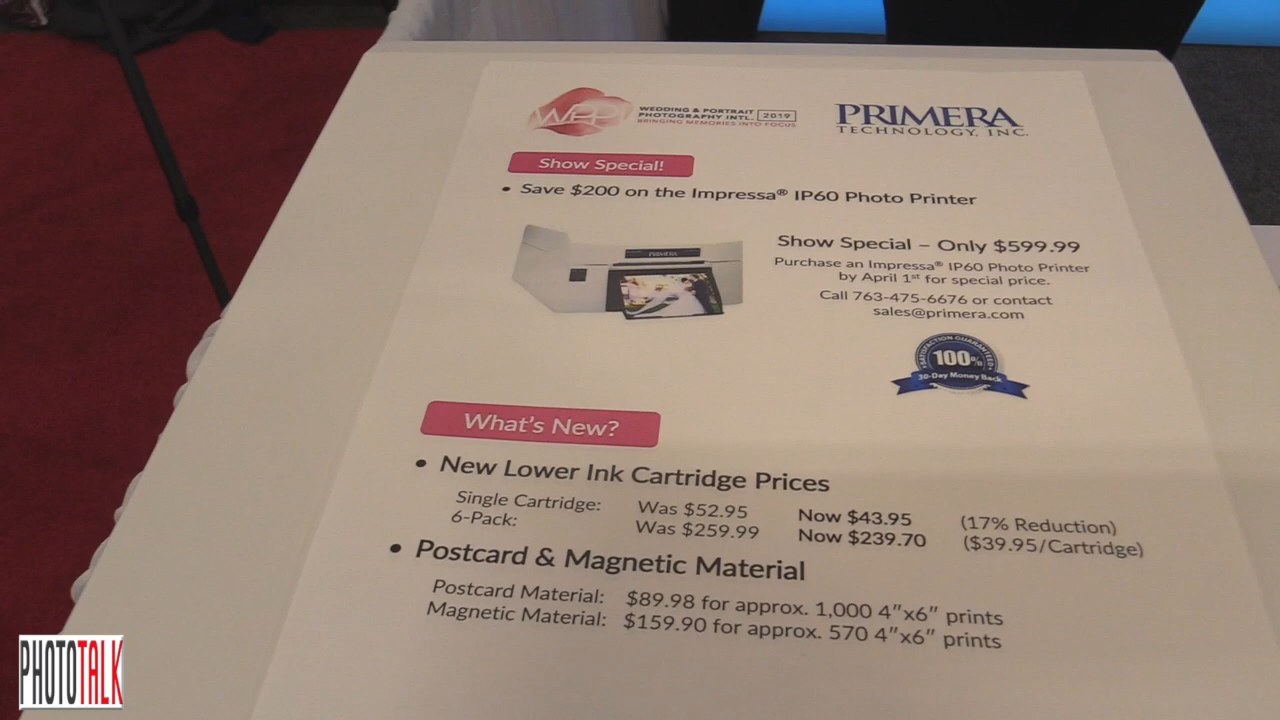 WPPI
WEDDING & PORTRAIT
PHOTOGRAPHY INTL. 2019
BRINGING MEMORIES INTO FOCUS
PRIMERA
TECHNOLOGY, INC.
Show Special!
• Save $200 on the Impressa® IP60 Photo Printer
PRIMERA
Show Special – Only $599.99
Purchase an Impressa® IP60 Photo Printer
by April 1st for special price.
Call 763-475-6676 or contact
sales@primera.com
SATISFACTION GUARANTEED
100%
30-Day Money Back
What's New?
• New Lower Ink Cartridge Prices
Single Cartridge: Was $52.95 Now $43.95 (17% Reduction)
6-Pack: Was $259.99 Now $239.70 ($39.95/Cartridge)
• Postcard & Magnetic Material
Postcard Material: $89.98 for approx. 1,000 4"x6" prints
Magnetic Material: $159.90 for approx. 570 4"x6" prints
PHOTOTALK